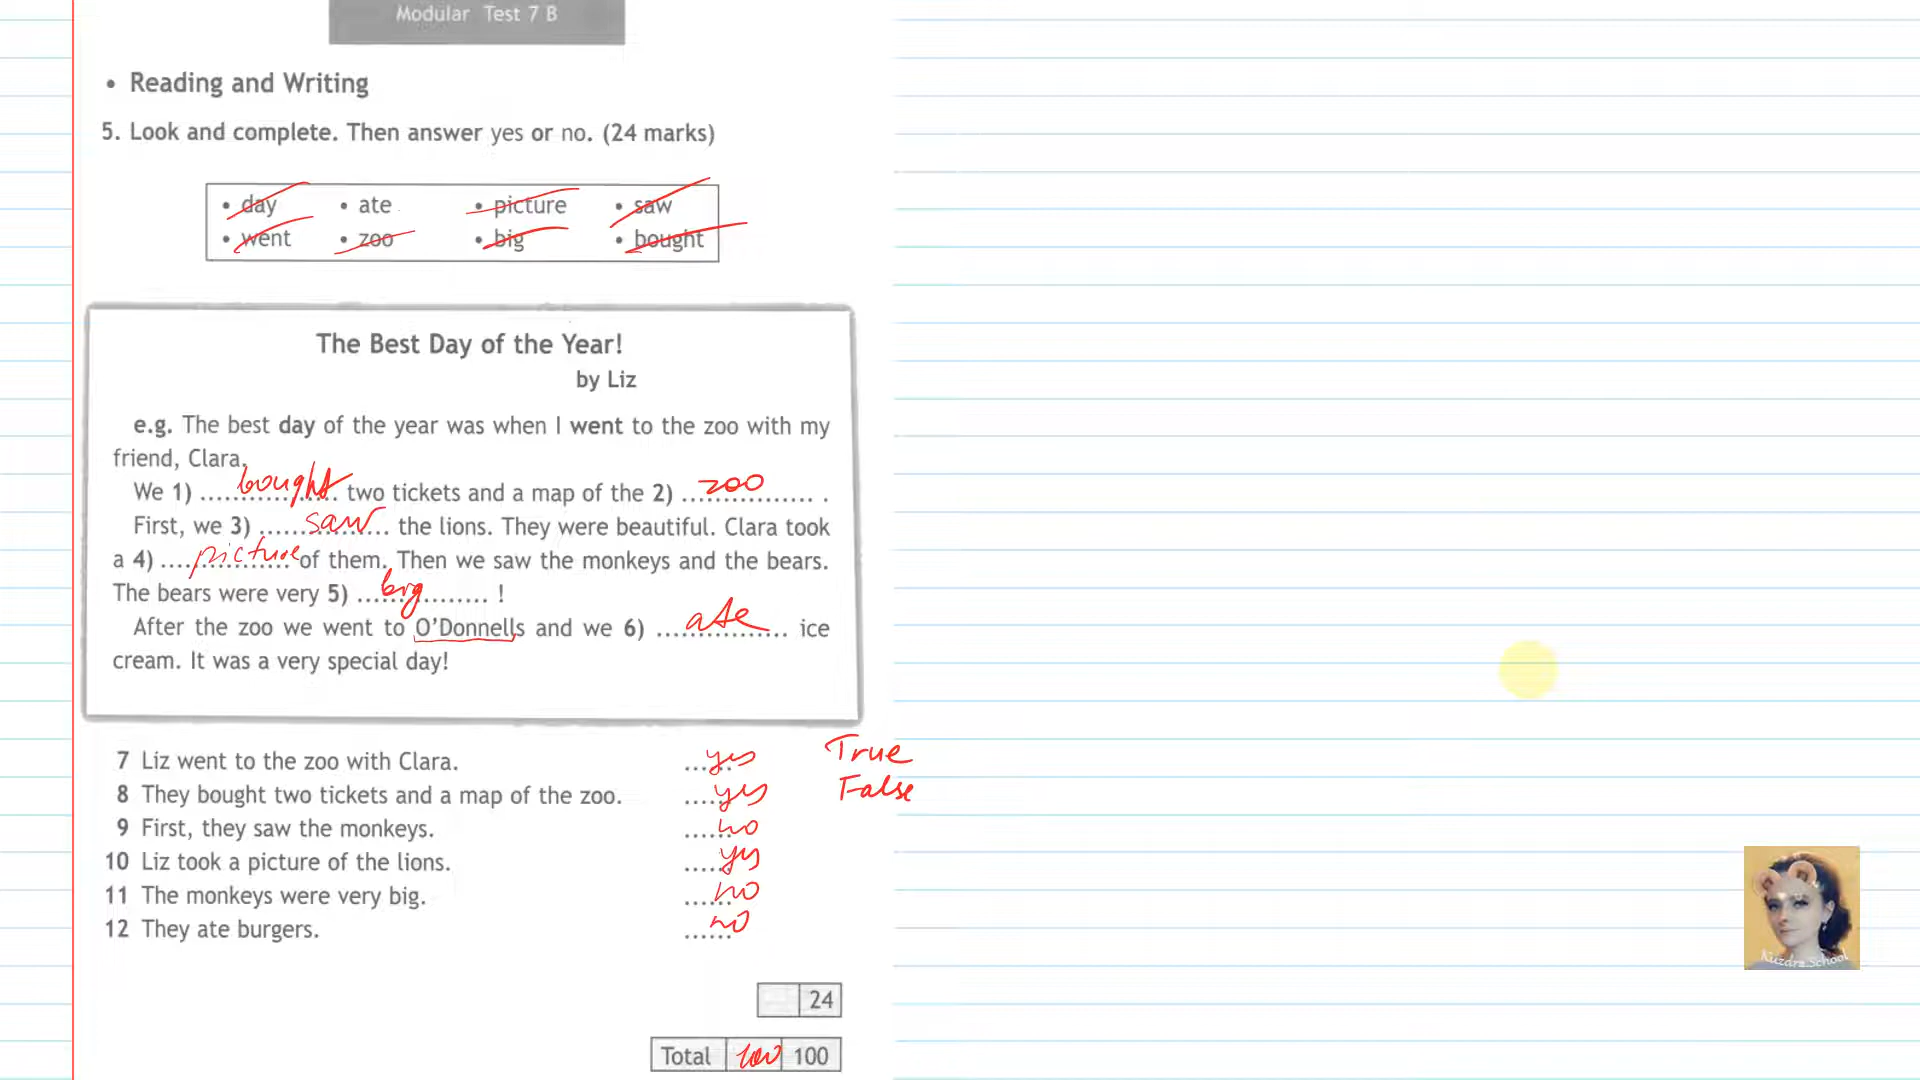 Modular Test 7 B
• Reading and Writing
5. Look and complete. Then answer yes or no. (24 marks)
• day • ate • picture • saw
• went • zoo • big • bought
The Best Day of the Year!
by Liz
e.g. The best day of the year was when I went to the zoo with my
friend, Clara.
We 1) bought two tickets and a map of the 2) zoo .
First, we 3) saw the lions. They were beautiful. Clara took
a 4) picture of them. Then we saw the monkeys and the bears.
The bears were very 5) big !
After the zoo we went to O'Donnells and we 6) ate ice
cream. It was a very special day!
7 Liz went to the zoo with Clara. yes True
8 They bought two tickets and a map of the zoo. yes False
9 First, they saw the monkeys. no
10 Liz took a picture of the lions. yes
11 The monkeys were very big. no
12 They ate burgers. no
Kuzdra School
24
Total 100 100